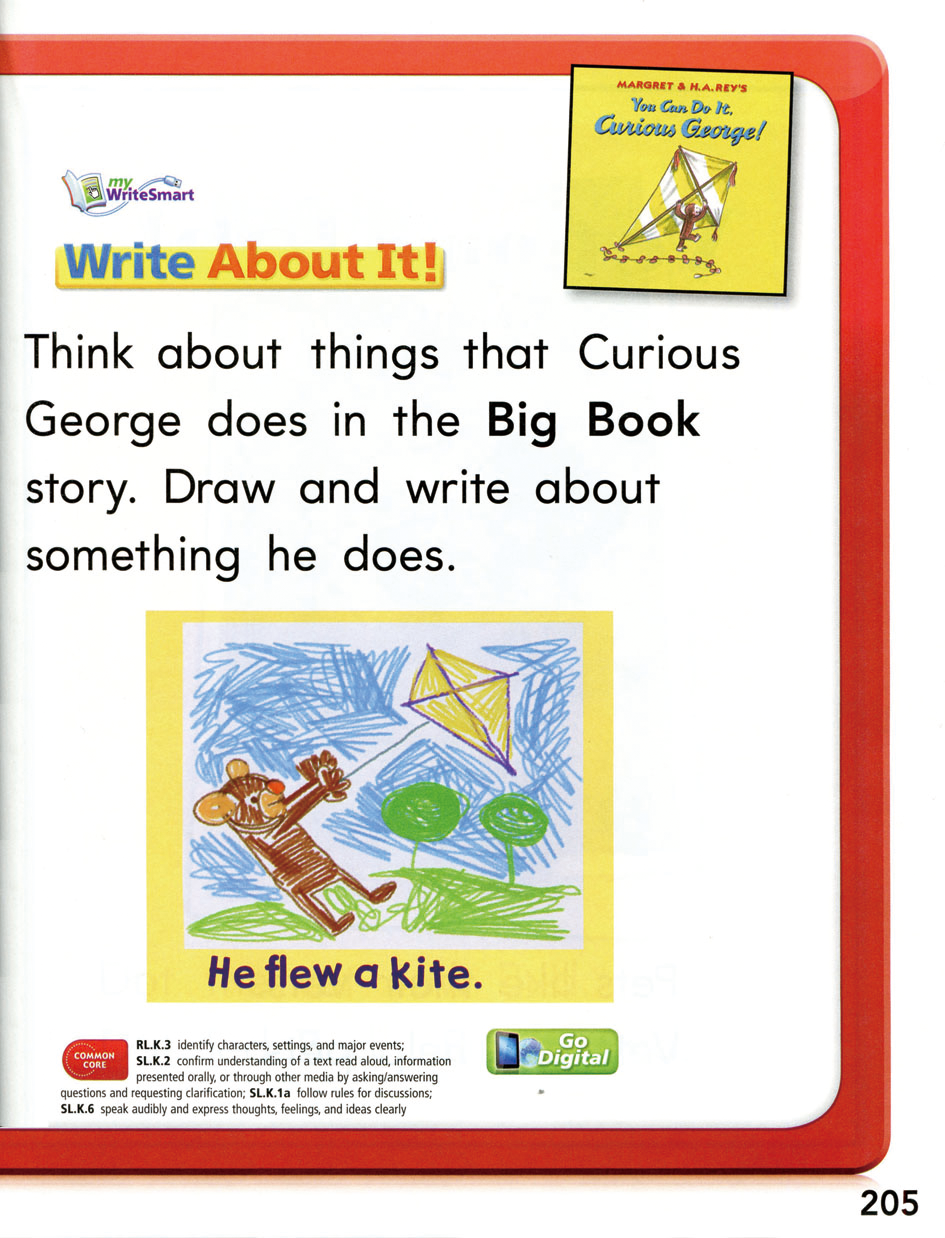 MARGRET & H.A.REY'S
You Can Do It,
Curious George!
my
WriteSmart
Write About It!
Think about things that Curious
George does in the Big Book
story. Draw and write about
something he does.
He flew a kite.
COMMON
CORE
RL.K.3 identify characters, settings, and major events;
SL.K.2 confirm understanding of a text read aloud, information
presented orally, or through other media by asking/answering
questions and requesting clarification; SL.K.1a follow rules for discussions;
SL.K.6 speak audibly and express thoughts, feelings, and ideas clearly
Go
Digital
205